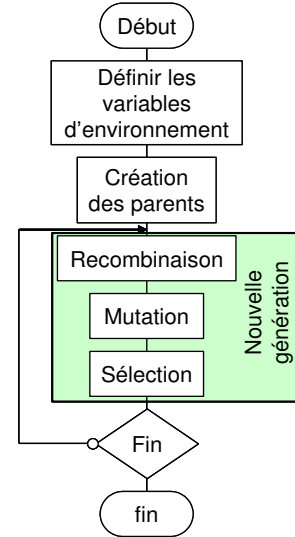 Début
Définir les
variables
d'environnement
Création
des parents
Recombinaison
Mutation
Sélection
Nouvelle
génération
Fin
fin